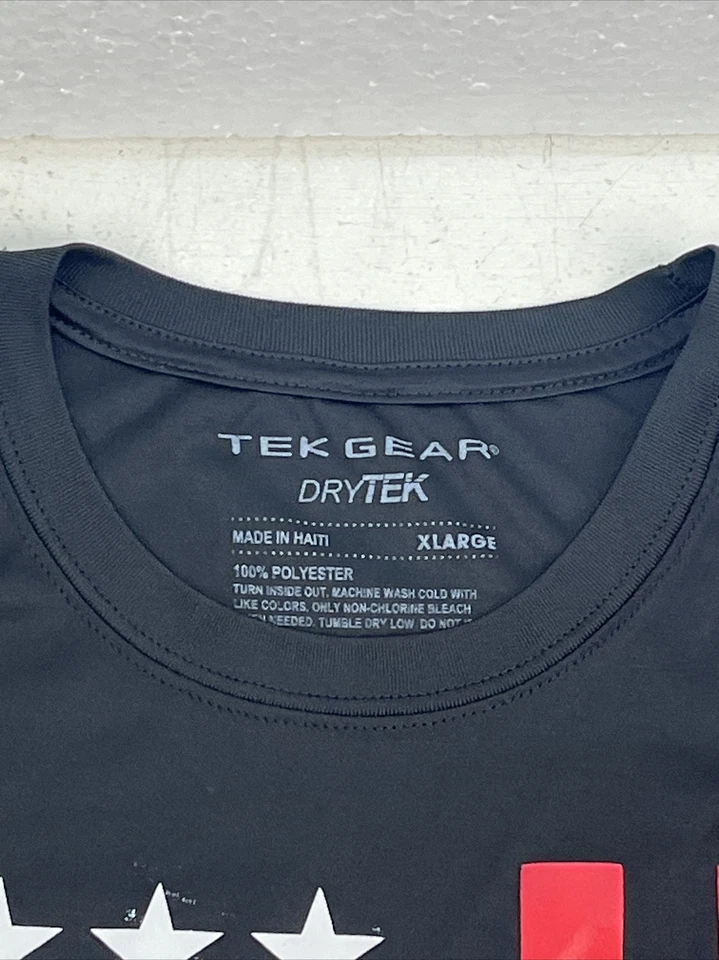 TEK GEAR®
DRYTEK
MADE IN HAITI XLARGE
100% POLYESTER
TURN INSIDE OUT. MACHINE WASH COLD WITH
LIKE COLORS, ONLY NON-CHLORINE BLEACH
NEEDED. TUMBLE DRY LOW. DO NOT